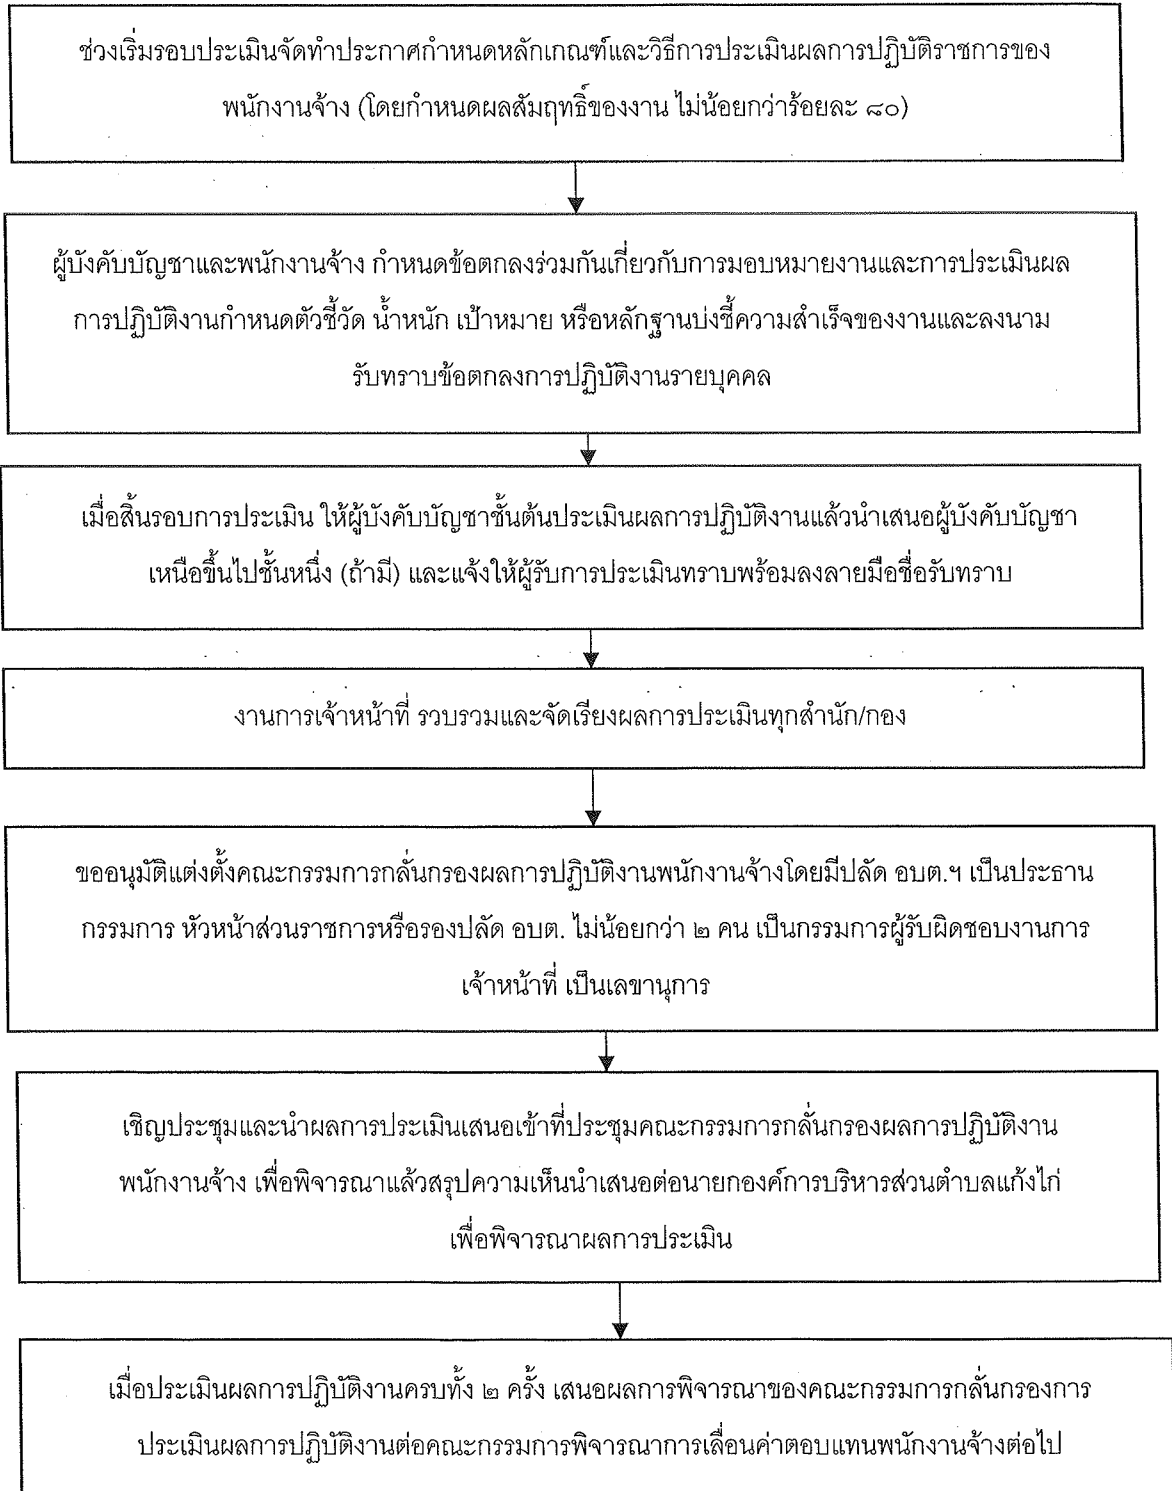 ช่วงเริ่มรอบประเมินจัดทำประกาศกำหนดหลักเกณฑ์และวิธีการประเมินผลการปฏิบัติราชการของ
พนักงานจ้าง (โดยกำหนดผลสัมฤทธิ์ของงาน ไม่น้อยกว่าร้อยละ ๘๐)
ผู้บังคับบัญชาและพนักงานจ้าง กำหนดข้อตกลงร่วมกันเกี่ยวกับการมอบหมายงานและการประเมินผล
การปฏิบัติงานกำหนดตัวชี้วัด น้ำหนัก เป้าหมาย หรือหลักฐานบ่งชี้ความสำเร็จของงานและลงนาม
รับทราบข้อตกลงการปฏิบัติงานรายบุคคล
เมื่อสิ้นรอบการประเมิน ให้ผู้บังคับบัญชาชั้นต้นประเมินผลการปฏิบัติงานแล้วนำเสนอผู้บังคับบัญชา
เหนือขึ้นไปชั้นหนึ่ง (ถ้ามี) และแจ้งให้ผู้รับการประเมินทราบพร้อมลงลายมือชื่อรับทราบ
งานการเจ้าหน้าที่ รวบรวมและจัดเรียงผลการประเมินทุกสำนัก/กอง
ขออนุมัติแต่งตั้งคณะกรรมการกลั่นกรองผลการปฏิบัติงานพนักงานจ้างโดยมีปลัด อบต.ฯ เป็นประธาน
กรรมการ หัวหน้าส่วนราชการหรือรองปลัด อบต. ไม่น้อยกว่า ๒ คน เป็นกรรมการผู้รับผิดชอบงานการ
เจ้าหน้าที่ เป็นเลขานุการ
เชิญประชุมและนำผลการประเมินเสนอเข้าที่ประชุมคณะกรรมการกลั่นกรองผลการปฏิบัติงาน
พนักงานจ้าง เพื่อพิจารณาแล้วสรุปความเห็นนำเสนอต่อนายกองค์การบริหารส่วนตำบลแก้งไก่
เพื่อพิจารณาผลการประเมิน
เมื่อประเมินผลการปฏิบัติงานครบทั้ง ๒ ครั้ง เสนอผลการพิจารณาของคณะกรรมการกลั่นกรองการ
ประเมินผลการปฏิบัติงานต่อคณะกรรมการพิจารณาการเลื่อนค่าตอบแทนพนักงานจ้างต่อไป